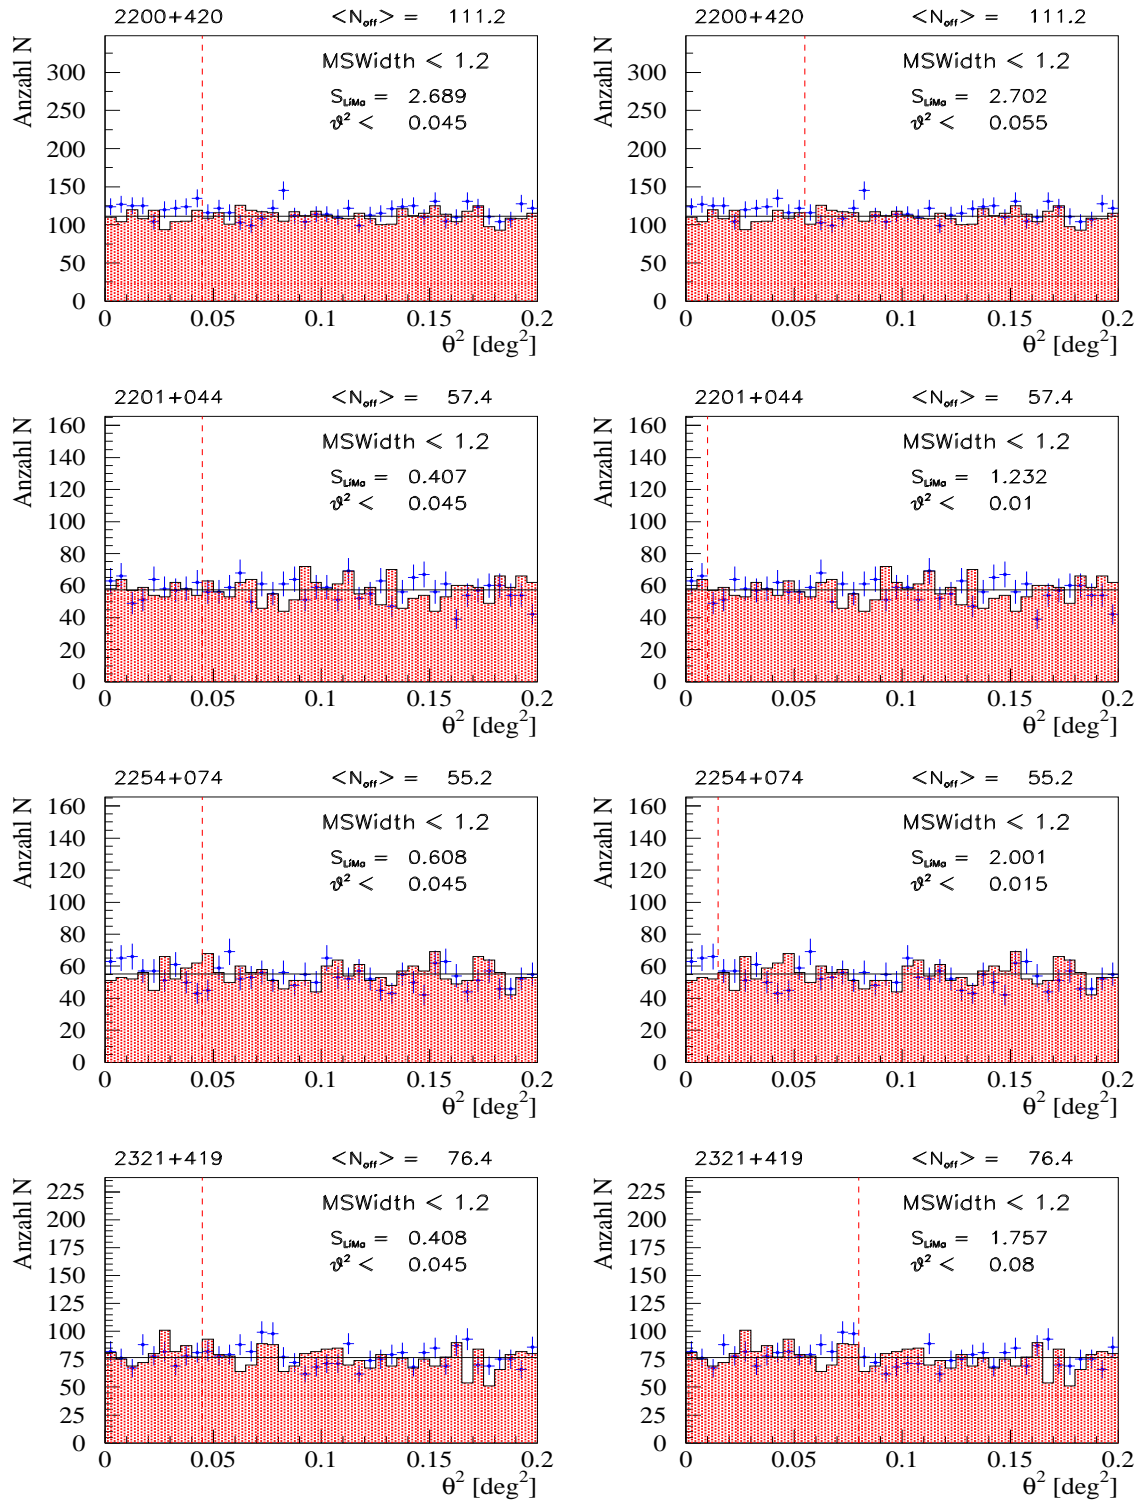 2200+420 <N_off> = 111.2
Anzahl N
MSWidth < 1.2
S_LiMa = 2.689
ϑ² < 0.045
300
250
200
150
100
50
0
0 0.05 0.1 0.15 0.2
θ² [deg²]
2200+420 <N_off> = 111.2
Anzahl N
MSWidth < 1.2
S_LiMa = 2.702
ϑ² < 0.055
300
250
200
150
100
50
0
0 0.05 0.1 0.15 0.2
θ² [deg²]
2201+044 <N_off> = 57.4
Anzahl N
MSWidth < 1.2
S_LiMa = 0.407
ϑ² < 0.045
160
140
120
100
80
60
40
20
0
0 0.05 0.1 0.15 0.2
θ² [deg²]
2201+044 <N_off> = 57.4
Anzahl N
MSWidth < 1.2
S_LiMa = 1.232
ϑ² < 0.01
160
140
120
100
80
60
40
20
0
0 0.05 0.1 0.15 0.2
θ² [deg²]
2254+074 <N_off> = 55.2
Anzahl N
MSWidth < 1.2
S_LiMa = 0.608
ϑ² < 0.045
160
140
120
100
80
60
40
20
0
0 0.05 0.1 0.15 0.2
θ² [deg²]
2254+074 <N_off> = 55.2
Anzahl N
MSWidth < 1.2
S_LiMa = 2.001
ϑ² < 0.015
160
140
120
100
80
60
40
20
0
0 0.05 0.1 0.15 0.2
θ² [deg²]
2321+419 <N_off> = 76.4
Anzahl N
MSWidth < 1.2
S_LiMa = 0.408
ϑ² < 0.045
225
200
175
150
125
100
75
50
25
0
0 0.05 0.1 0.15 0.2
θ² [deg²]
2321+419 <N_off> = 76.4
Anzahl N
MSWidth < 1.2
S_LiMa = 1.757
ϑ² < 0.08
225
200
175
150
125
100
75
50
25
0
0 0.05 0.1 0.15 0.2
θ² [deg²]